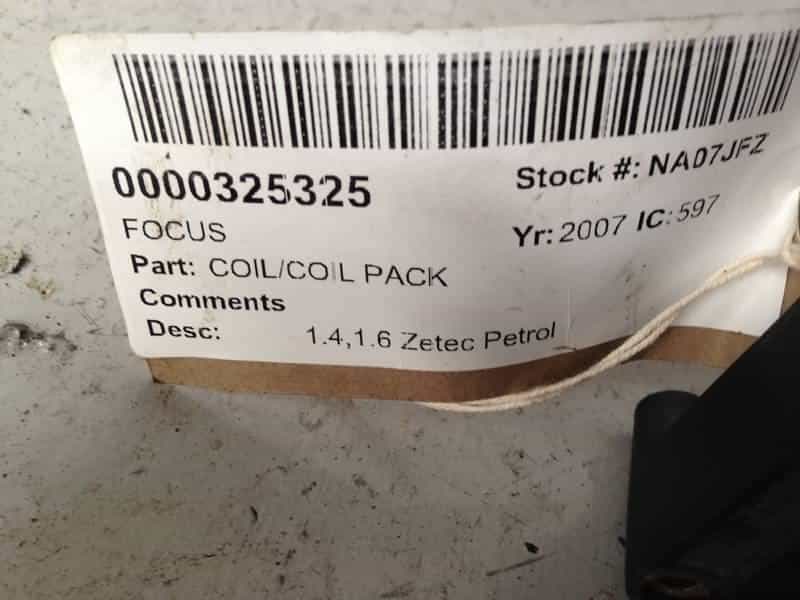 0000325325
Stock #: NA07JFZ
FOCUS
Yr: 2007 IC: 597
Part: COIL/COIL PACK
Comments
Desc: 1.4,1.6 Zetec Petrol